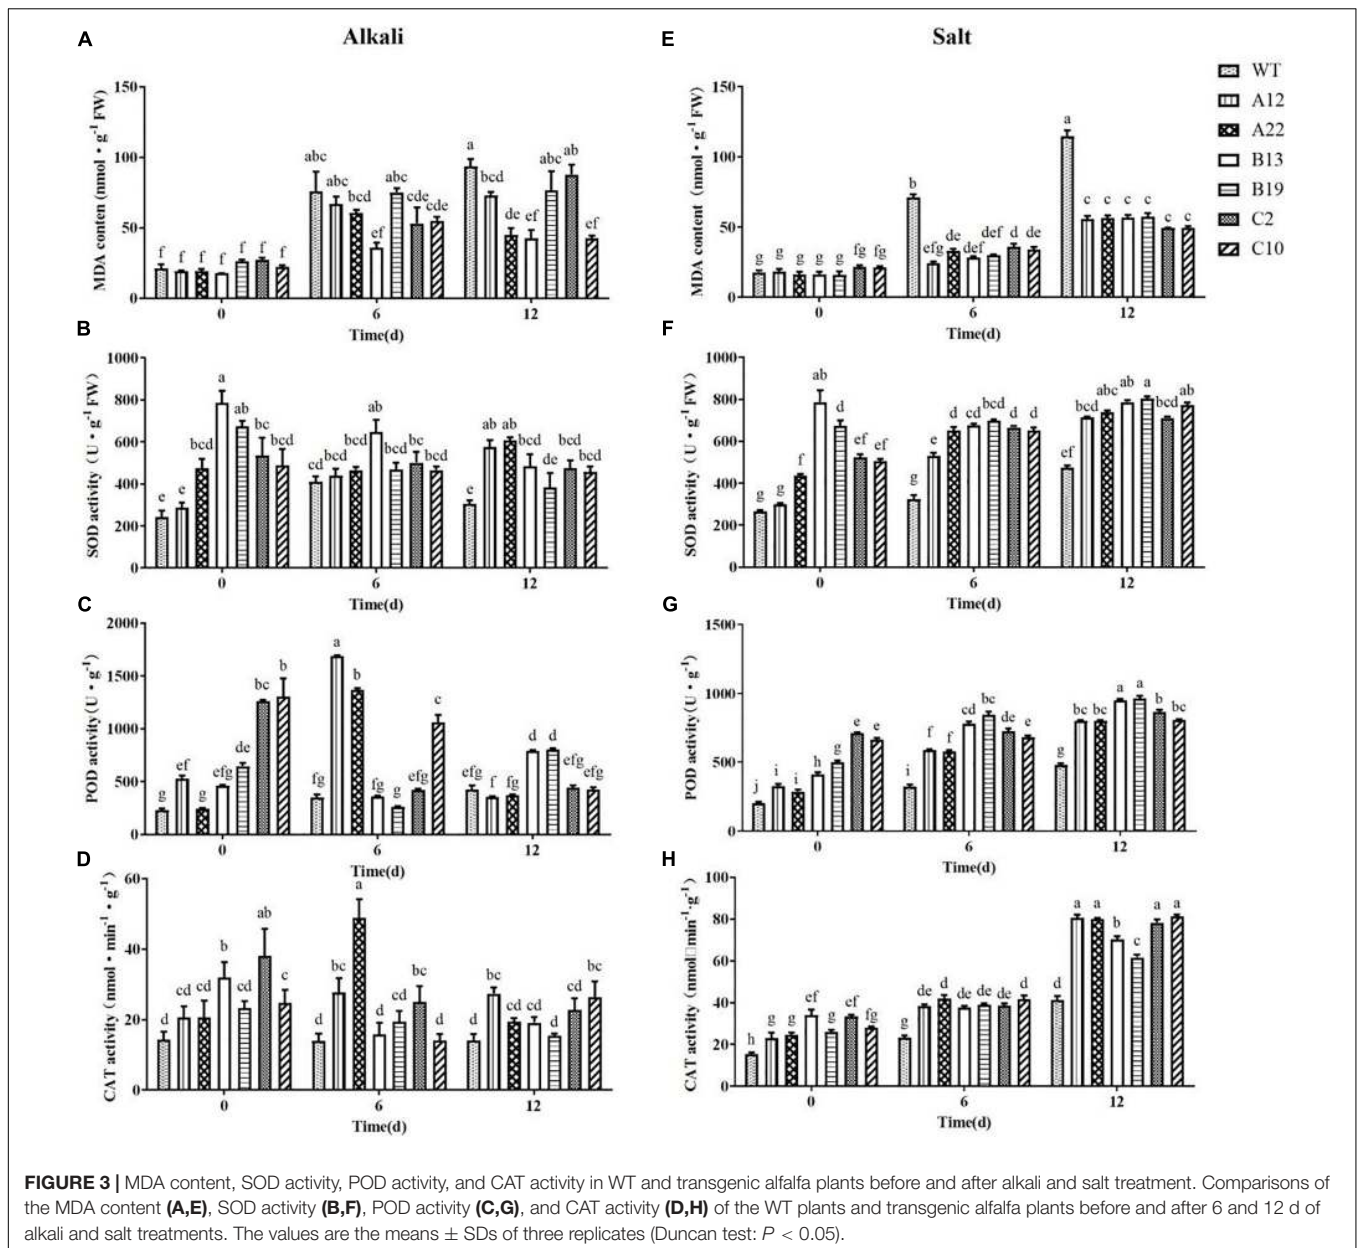 A
Alkali
MDA conten (nmol • g-1 FW)
150
100
50
0
f f f f f f f
abc abc bcd ef abc cde cde
a bcd de ef abc ab ef
0 6 12
Time(d)
B
SOD activity (U • g-1 FW)
1000
800
600
400
200
0
e e bcd a ab bc bcd
cd bcd bcd ab bcd bc bcd
e ab ab bcd de bcd bcd
0 6 12
Time(d)
C
POD activity(U • g-1)
2000
1500
1000
500
0
g ef g efg de bc b
fg a b fg g efg c
efg f fg d d efg efg
0 6 12
Time(d)
D
CAT activity (nmol • min-1 • g-1)
60
40
20
0
d cd cd b cd ab c
d bc a d cd bc d
d bc cd cd d cd bc
0 6 12
Time(d)
E
Salt
MDA content (nmol • g-1 FW)
150
100
50
0
g g g g g fg fg
b efg de def def d de
a c c c c c c
0 6 12
Time(d)
F
SOD activity (U • g-1 FW)
1000
800
600
400
200
0
g g f ab d ef ef
g e d cd bcd d d
ef bcd abc ab a bcd ab
0 6 12
Time(d)
G
POD activity (U • g-1)
1500
1000
500
0
j i i h g e e
i f f cd bc de e
g bc bc a a b bc
0 6 12
Time(d)
H
CAT activity (nmol□min-1·g-1)
100
80
60
40
20
0
h g g ef g ef fg
g de d de de de d
d a a b c a a
0 6 12
Time(d)
WT
A12
A22
B13
B19
C2
C10
FIGURE 3 | MDA content, SOD activity, POD activity, and CAT activity in WT and transgenic alfalfa plants before and after alkali and salt treatment. Comparisons of
the MDA content (A,E), SOD activity (B,F), POD activity (C,G), and CAT activity (D,H) of the WT plants and transgenic alfalfa plants before and after 6 and 12 d of
alkali and salt treatments. The values are the means ± SDs of three replicates (Duncan test: P < 0.05).